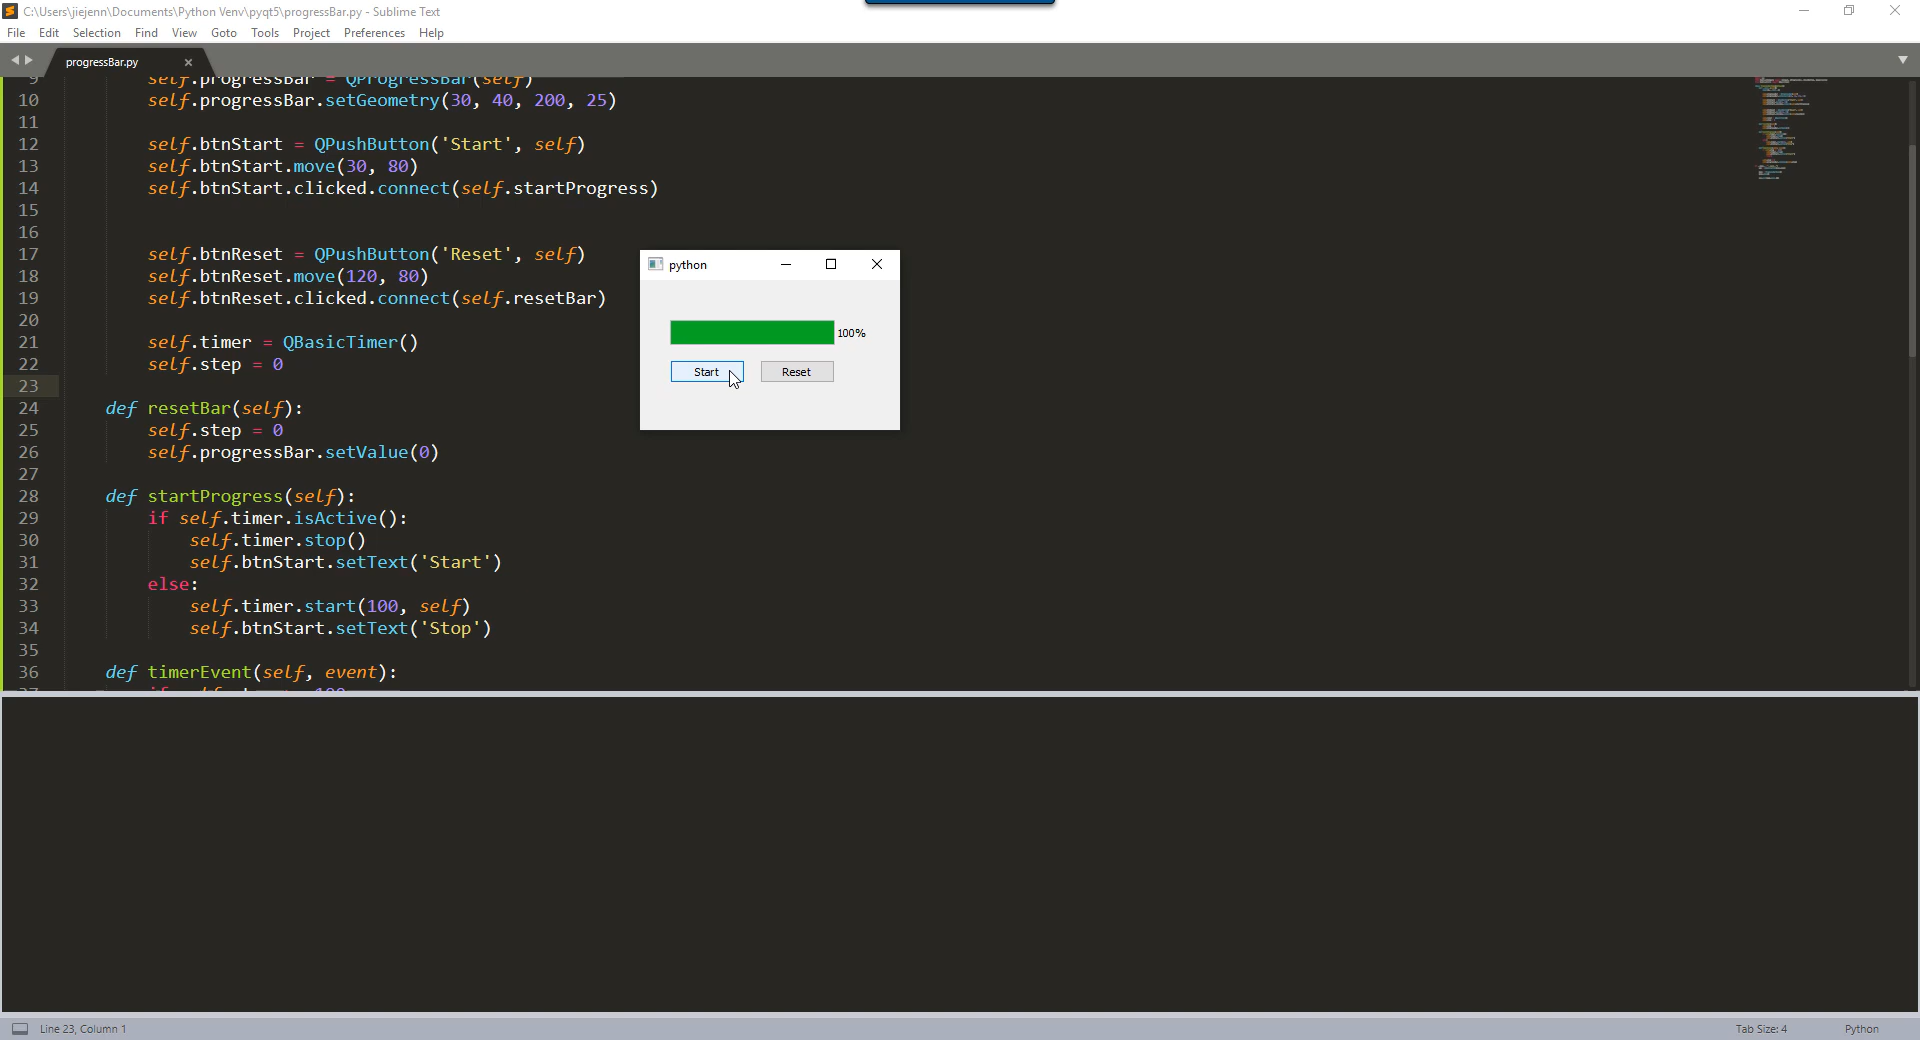 C:\Users\jiejenn\Documents\Python Venv\pyqt5\progressBar.py - Sublime Text
File Edit Selection Find View Goto Tools Project Preferences Help
progressBar.py
9 self.progressBar = QProgressBar(self)
10 self.progressBar.setGeometry(30, 40, 200, 25)
11
12 self.btnStart = QPushButton('Start', self)
13 self.btnStart.move(30, 80)
14 self.btnStart.clicked.connect(self.startProgress)
15
16
17 self.btnReset = QPushButton('Reset', self)
18 self.btnReset.move(120, 80)
19 self.btnReset.clicked.connect(self.resetBar)
20
21 self.timer = QBasicTimer()
22 self.step = 0
23
24 def resetBar(self):
25 self.step = 0
26 self.progressBar.setValue(0)
27
28 def startProgress(self):
29 if self.timer.isActive():
30 self.timer.stop()
31 self.btnStart.setText('Start')
32 else:
33 self.timer.start(100, self)
34 self.btnStart.setText('Stop')
35
36 def timerEvent(self, event):
python
100%
Start Reset
Line 23, Column 1
Tab Size: 4 Python